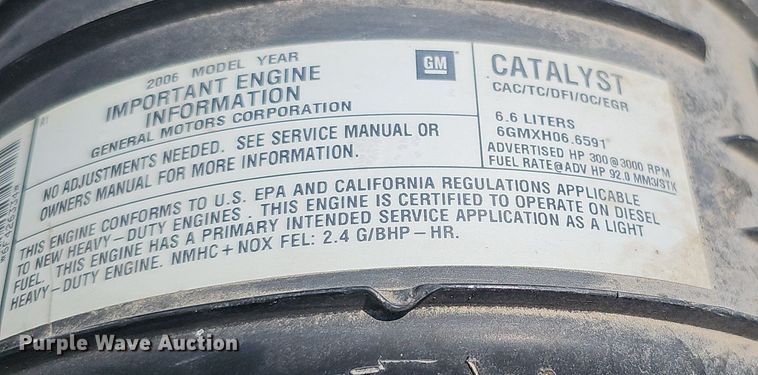 2006 MODEL YEAR
IMPORTANT ENGINE
INFORMATION
GENERAL MOTORS CORPORATION
GM
CATALYST
CAC/TC/DFI/OC/EGR
6.6 LITERS
6GMXH06.6591
ADVERTISED HP 300@3000 RPM
FUEL RATE@ADV HP 92.0 MM3/STK
NO ADJUSTMENTS NEEDED. SEE SERVICE MANUAL OR
OWNERS MANUAL FOR MORE INFORMATION.
THIS ENGINE CONFORMS TO U.S. EPA AND CALIFORNIA REGULATIONS APPLICABLE
TO NEW HEAVY-DUTY ENGINES. THIS ENGINE IS CERTIFIED TO OPERATE ON DIESEL
FUEL. THIS ENGINE HAS A PRIMARY INTENDED SERVICE APPLICATION AS A LIGHT
HEAVY-DUTY ENGINE. NMHC+NOX FEL: 2.4 G/BHP-HR.
Purple Wave Auction